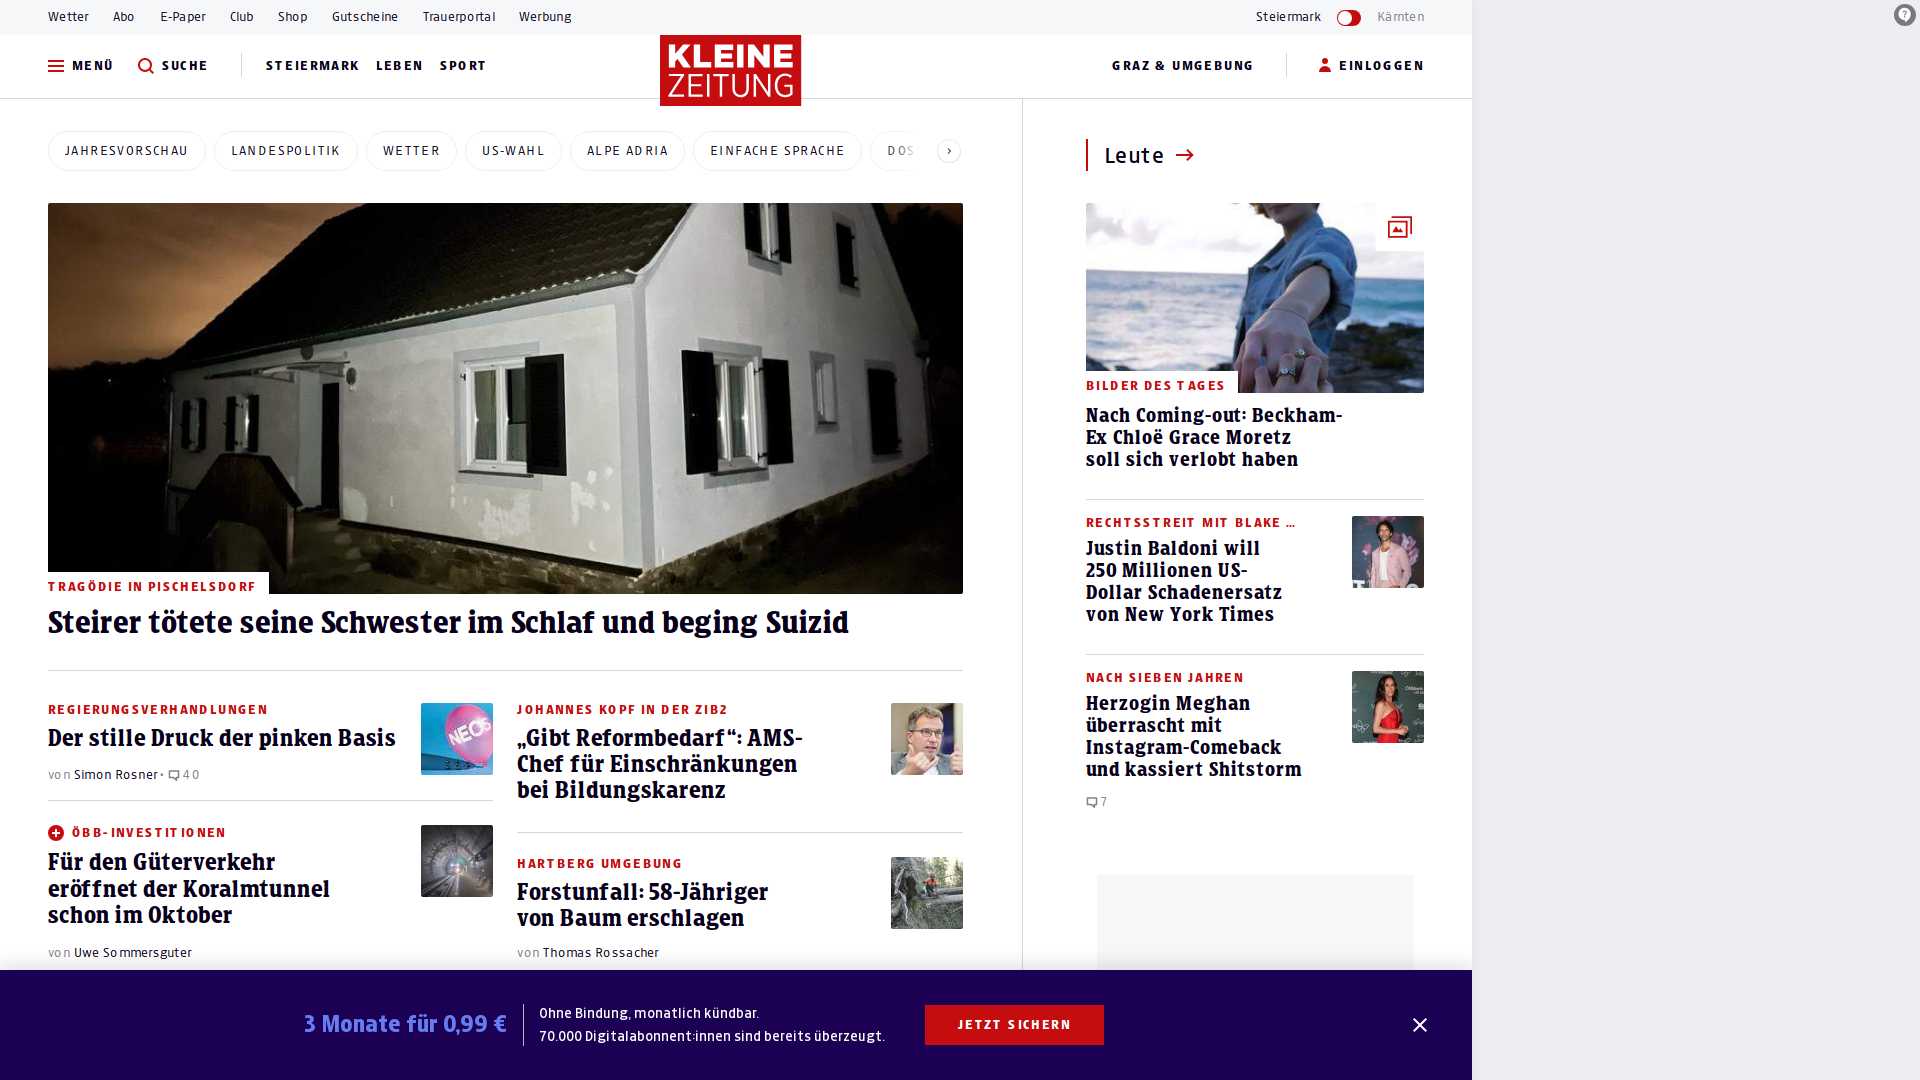 Wetter Abo E-Paper Club Shop Gutscheine Trauerportal Werbung
Steiermark Kärnten
MENÜ SUCHE STEIERMARK LEBEN SPORT
KLEINE
ZEITUNG
GRAZ & UMGEBUNG EINLOGGEN
JAHRESVORSCHAU LANDESPOLITIK WETTER US-WAHL ALPE ADRIA EINFACHE SPRACHE DOS
TRAGÖDIE IN PISCHELSDORF
Steirer tötete seine Schwester im Schlaf und beging Suizid
REGIERUNGSVERHANDLUNGEN
Der stille Druck der pinken Basis
von Simon Rosner • 40
NEOS
ÖBB-INVESTITIONEN
Für den Güterverkehr
eröffnet der Koralmtunnel
schon im Oktober
von Uwe Sommersguter
JOHANNES KOPF IN DER ZIB2
„Gibt Reformbedarf“: AMS-
Chef für Einschränkungen
bei Bildungskarenz
HARTBERG UMGEBUNG
Forstunfall: 58-Jähriger
von Baum erschlagen
von Thomas Rossacher
Leute
BILDER DES TAGES
Nach Coming-out: Beckham-
Ex Chloë Grace Moretz
soll sich verlobt haben
RECHTSSTREIT MIT BLAKE …
Justin Baldoni will
250 Millionen US-
Dollar Schadenersatz
von New York Times
NACH SIEBEN JAHREN
Herzogin Meghan
überrascht mit
Instagram-Comeback
und kassiert Shitstorm
7
3 Monate für 0,99 €
Ohne Bindung, monatlich kündbar.
70.000 Digitalabonnent:innen sind bereits überzeugt.
JETZT SICHERN